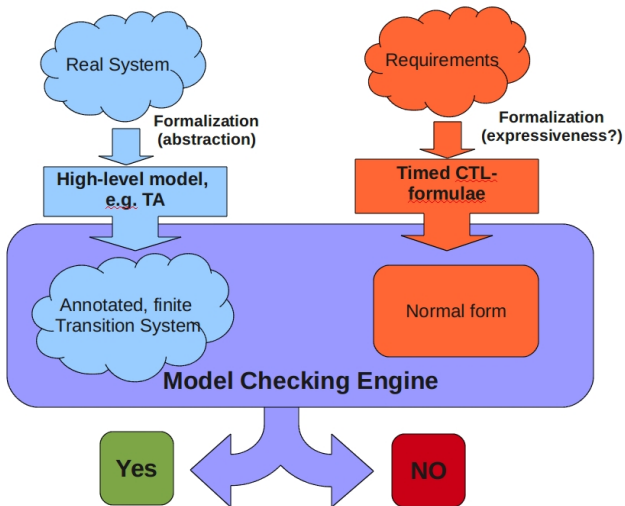 Real System
Requirements
Formalization
(abstraction)
Formalization
(expressiveness?)
High-level model,
e.g. TA
Timed CTL-
formulae
Annotated, finite
Transition System
Normal form
Model Checking Engine
Yes
NO